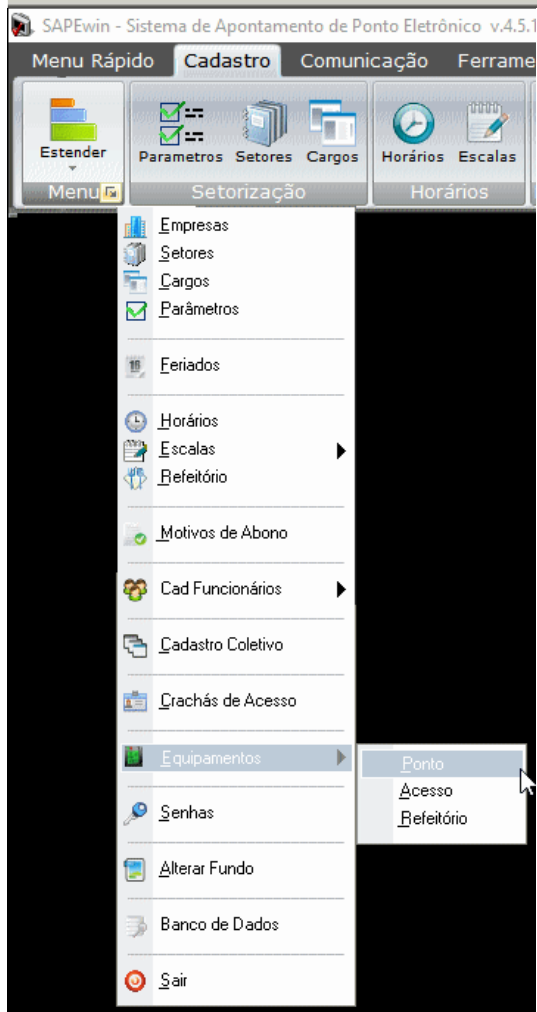 SAPEwin - Sistema de Apontamento de Ponto Eletrônico v.4.5.1
Menu Rápido Cadastro Comunicação Ferrame
Estender Parametros Setores Cargos Horários Escalas
Menu Setorização Horários
Empresas
Setores
Cargos
Parâmetros
Feriados
Horários
Escalas
Refeitório
Motivos de Abono
Cad Funcionários
Cadastro Coletivo
Crachás de Acesso
Equipamentos Ponto
Acesso
Senhas Refeitório
Alterar Fundo
Banco de Dados
Sair